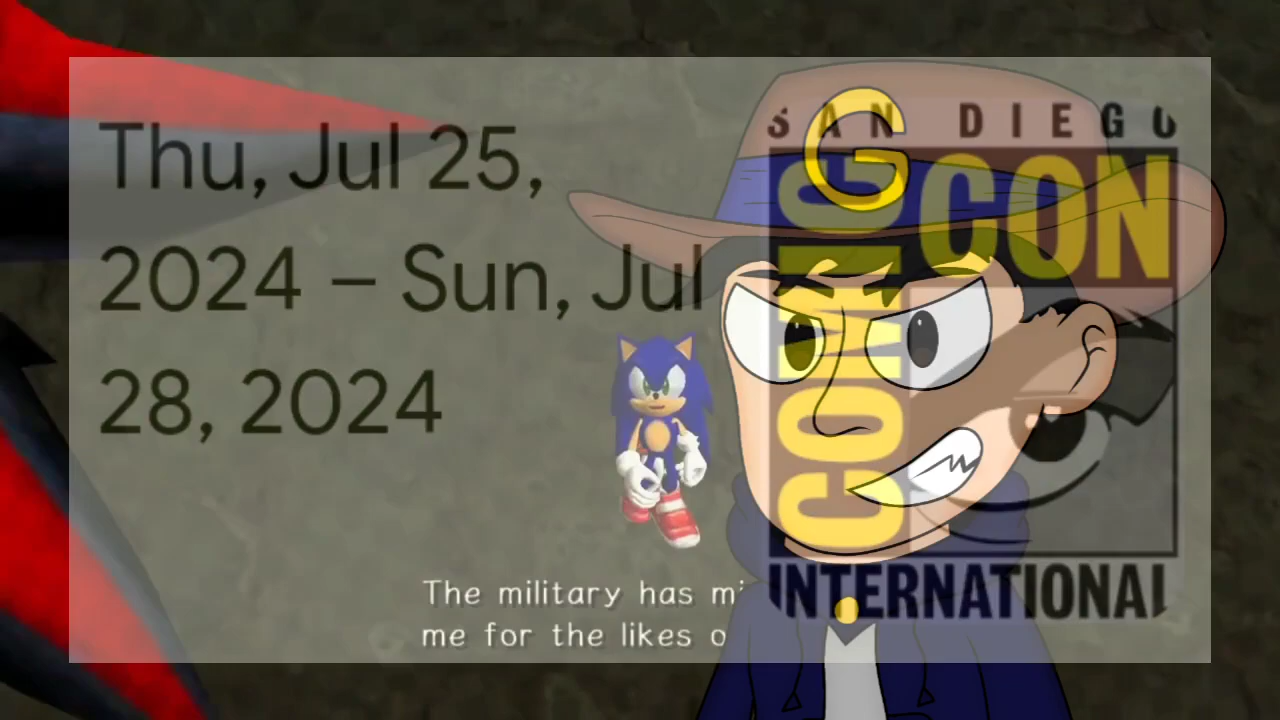 Thu, Jul 25,
2024 – Sun, Jul
28, 2024
SAN DIEGO
COMIC CON
INTERNATIONAL
G
The military has mi
me for the likes o